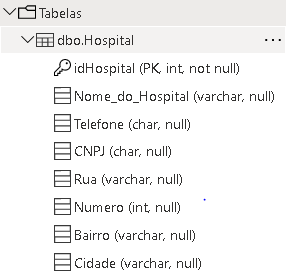 Tabelas
dbo.Hospital
idHospital (PK, int, not null)
Nome_do_Hospital (varchar, null)
Telefone (char, null)
CNPJ (char, null)
Rua (varchar, null)
Numero (int, null)
Bairro (varchar, null)
Cidade (varchar, null)